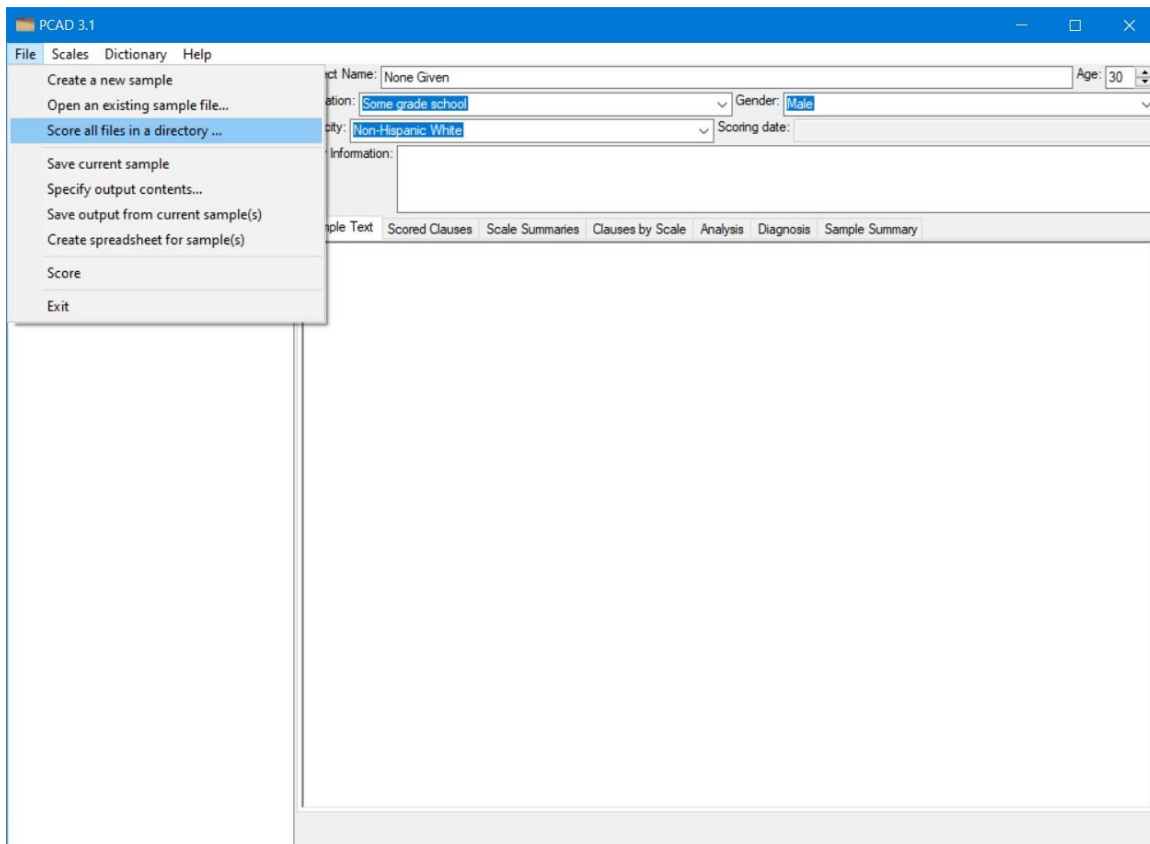 PCAD 3.1
File Scales Dictionary Help
Create a new sample
Open an existing sample file...
Score all files in a directory ...
Save current sample
Specify output contents...
Save output from current sample(s)
Create spreadsheet for sample(s)
Score
Exit
ect Name: None Given Age: 30
ation: Some grade school Gender: Male
city: Non-Hispanic White Scoring date:
Information:
mple Text Scored Clauses Scale Summaries Clauses by Scale Analysis Diagnosis Sample Summary